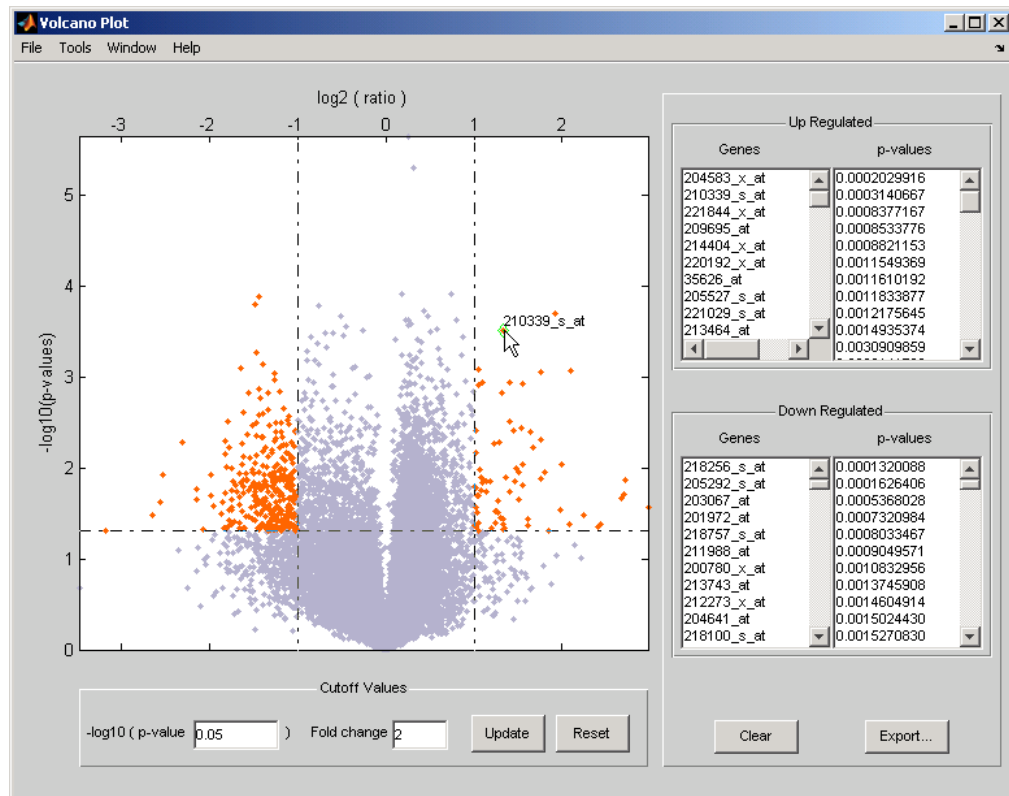 Volcano Plot
File Tools Window Help
log2 ( ratio )
-3 -2 -1 0 1 2
5
4
3
2
1
0
-log10(p-values)
210339_s_at
Cutoff Values
-log10 ( p-value 0.05 ) Fold change 2 Update Reset
Up Regulated
Genes p-values
204583_x_at 0.0002029916
210339_s_at 0.0003140667
221844_x_at 0.0008377167
209695_at 0.0008533776
214404_x_at 0.0008821153
220192_x_at 0.0011549369
35626_at 0.0011610192
205527_s_at 0.0011833877
221029_s_at 0.0012175645
213464_at 0.0014935374
0.0030909859
Down Regulated
Genes p-values
218256_s_at 0.0001320088
205292_s_at 0.0001626406
203067_at 0.0005368028
201972_at 0.0007320984
218757_s_at 0.0008033467
211988_at 0.0009049571
200780_x_at 0.0010832956
213743_at 0.0013745908
212273_x_at 0.0014604914
204641_at 0.0015024430
218100_s_at 0.0015270830
Clear Export...